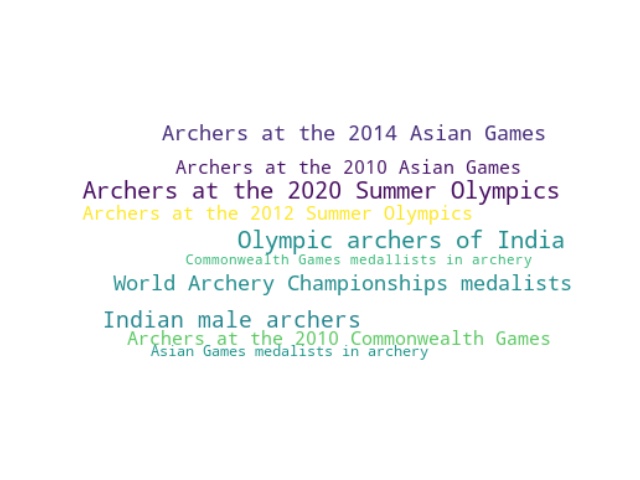 Archers at the 2014 Asian Games
Archers at the 2010 Asian Games
Archers at the 2020 Summer Olympics
Archers at the 2012 Summer Olympics
Olympic archers of India
Commonwealth Games medallists in archery
World Archery Championships medalists
Indian male archers
Archers at the 2010 Commonwealth Games
Asian Games medalists in archery